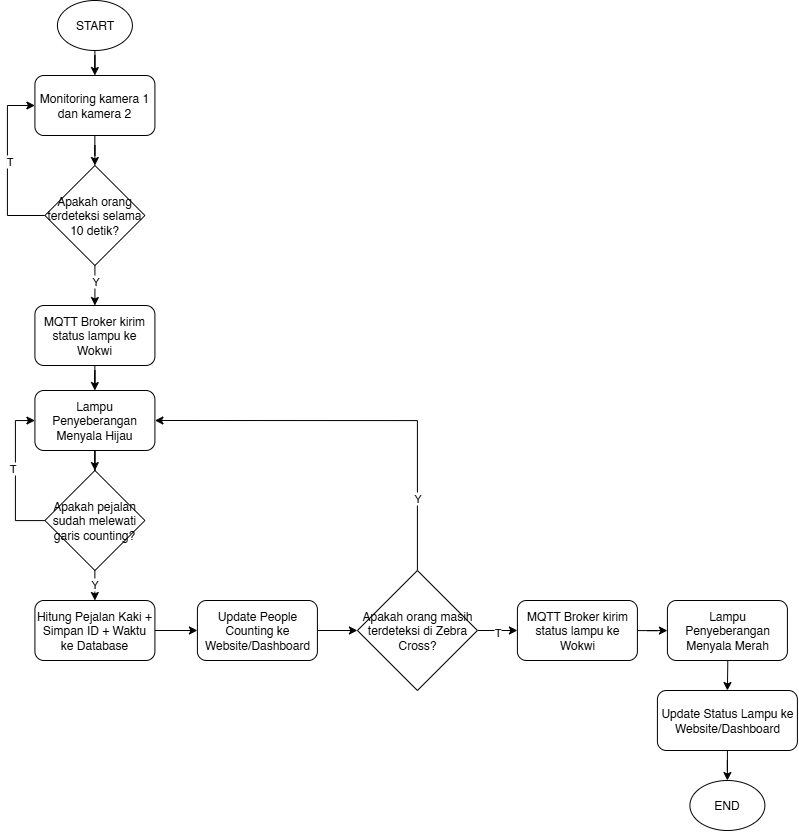 START
Monitoring kamera 1
dan kamera 2
T
Apakah orang
terdeteksi selama
10 detik?
Y
MQTT Broker kirim
status lampu ke
Wokwi
Lampu
Penyeberangan
Menyala Hijau
T
Apakah pejalan
sudah melewati
garis counting?
Y
Y
Hitung Pejalan Kaki +
Simpan ID + Waktu
ke Database
Update People
Counting ke
Website/Dashboard
Apakah orang masih
terdeteksi di Zebra
Cross?
T
MQTT Broker kirim
status lampu ke
Wokwi
Lampu
Penyeberangan
Menyala Merah
Update Status Lampu ke
Website/Dashboard
END